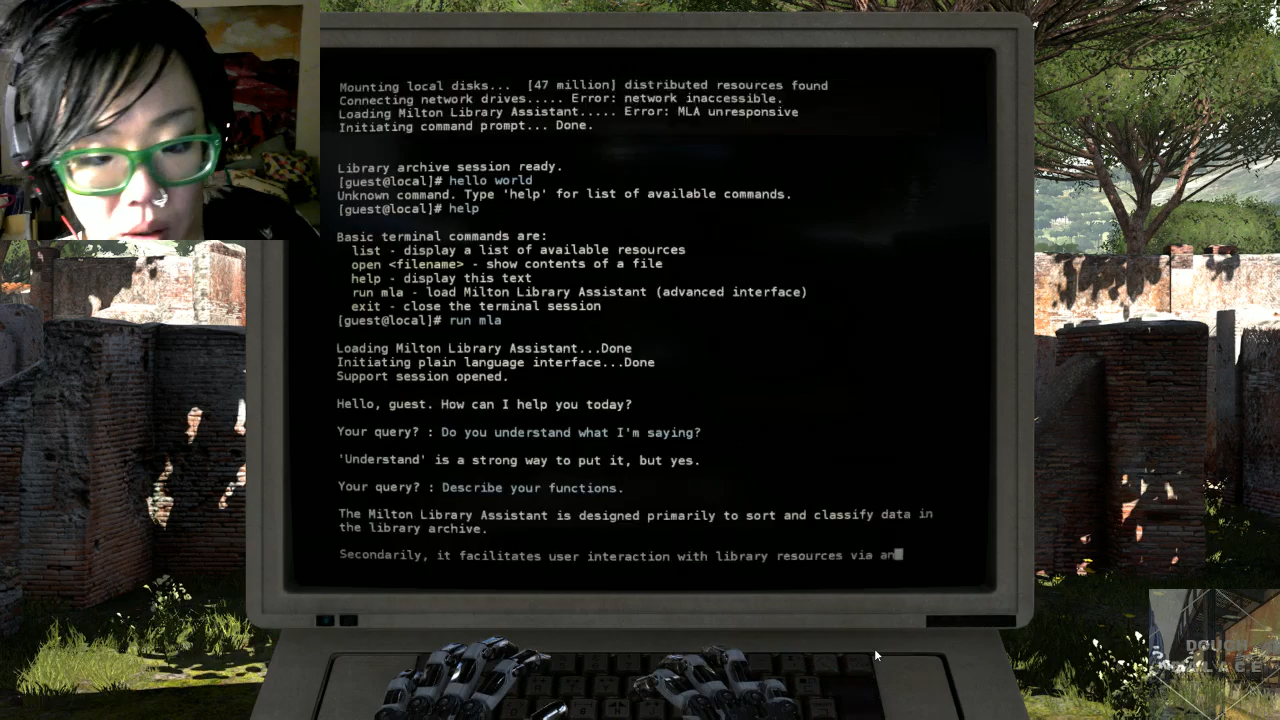 Mounting local disks... [47 million] distributed resources found
Connecting network drives..... Error: network inaccessible.
Loading Milton Library Assistant..... Error: MLA unresponsive
Initiating command prompt... Done.
Library archive session ready.
[guest@local]# hello world
Unknown command. Type 'help' for list of available commands.
[guest@local]# help
Basic terminal commands are:
list - display a list of available resources
open <filename> - show contents of a file
help - display this text
run mla - load Milton Library Assistant (advanced interface)
exit - close the terminal session
[guest@local]# run mla
Loading Milton Library Assistant...Done
Initiating plain language interface...Done
Support session opened.
Hello, guest. How can I help you today?
Your query? : Do you understand what I'm saying?
'Understand' is a strong way to put it, but yes.
Your query? : Describe your functions.
The Milton Library Assistant is designed primarily to sort and classify data in
the library archive.
Secondarily, it facilitates user interaction with library resources via an